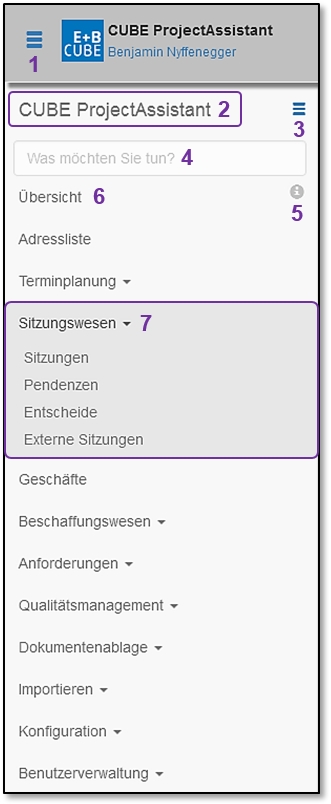 E+B
CUBE
CUBE ProjectAssistant
Benjamin Nyffenegger
1
CUBE ProjectAssistant 2
3
Was möchten Sie tun? 4
Übersicht 6
5
Adressliste
Terminplanung
Sitzungswesen 7
Sitzungen
Pendenzen
Entscheide
Externe Sitzungen
Geschäfte
Beschaffungswesen
Anforderungen
Qualitätsmanagement
Dokumentenablage
Importieren
Konfiguration
Benutzerverwaltung